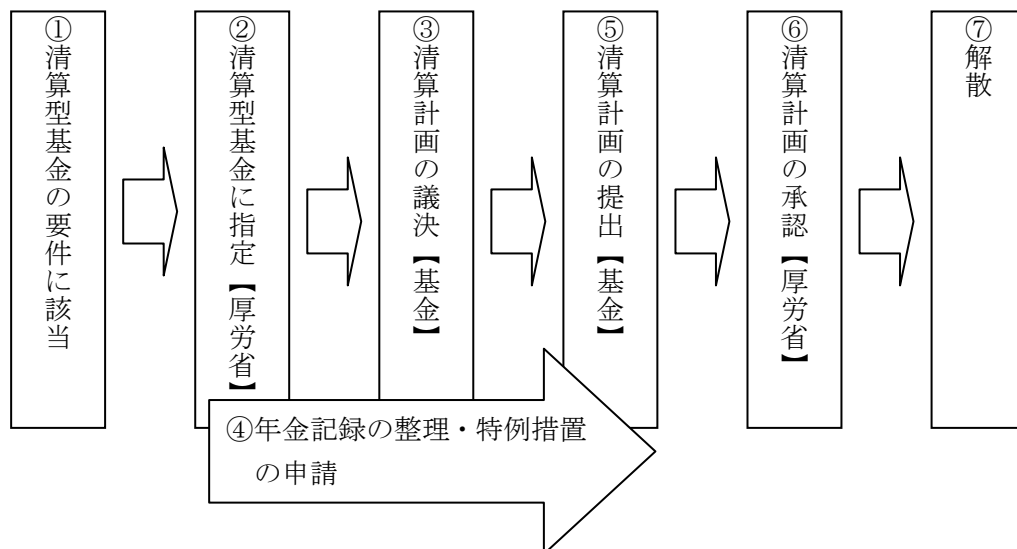 ①清算型基金の要件に該当
②清算型基金に指定【厚労省】
③清算計画の議決【基金】
⑤清算計画の提出【基金】
⑥清算計画の承認【厚労省】
⑦解散
④年金記録の整理・特例措置
の申請